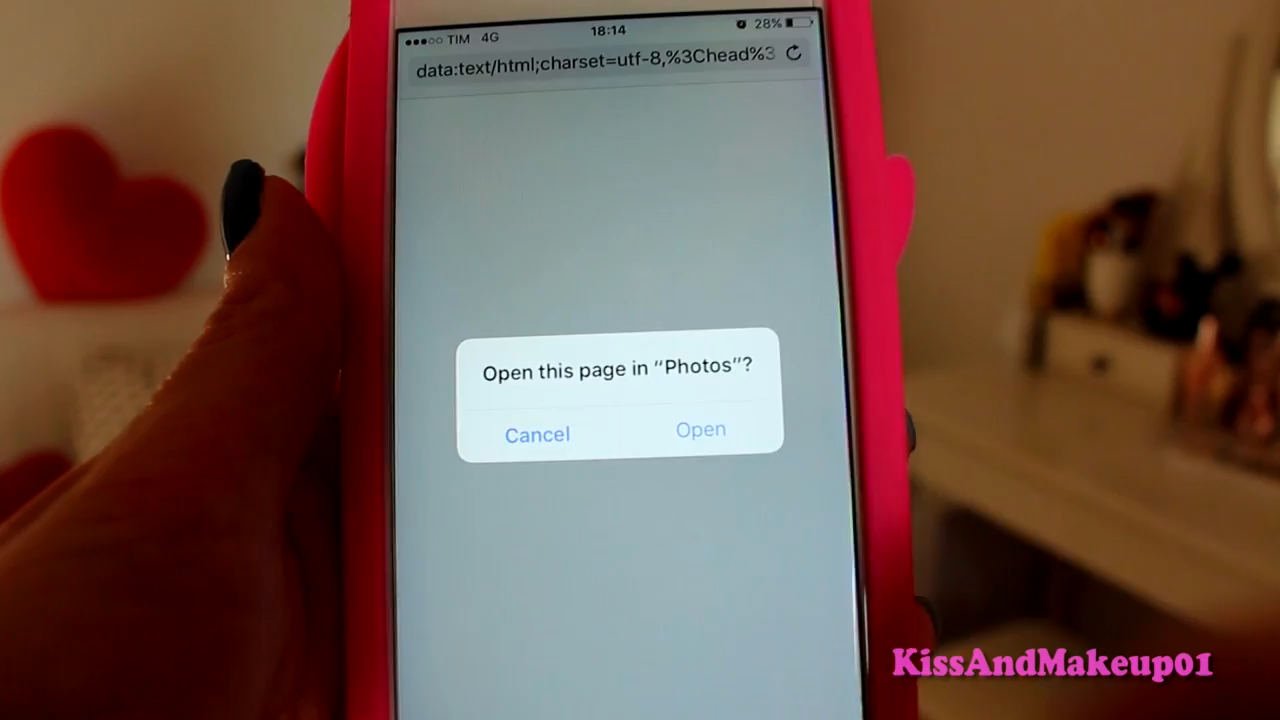 TIM 4G 18:14 28%
data:text/html;charset=utf-8,%3Chead%3
Open this page in “Photos”?
Cancel Open
KissAndMakeup01